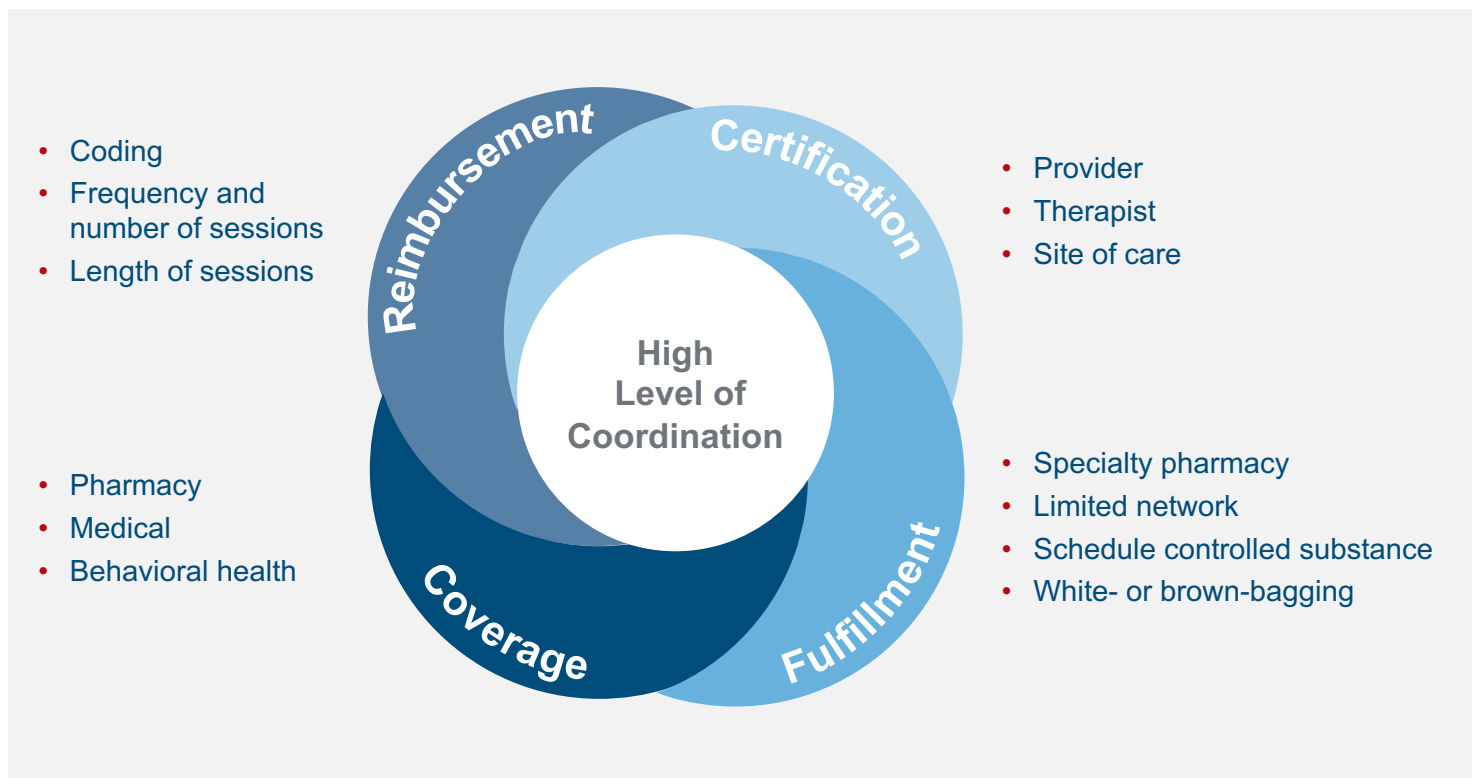 Reimbursement
• Coding
• Frequency and
number of sessions
• Length of sessions
Certification
• Provider
• Therapist
• Site of care
High
Level of
Coordination
Coverage
• Pharmacy
• Medical
• Behavioral health
Fulfillment
• Specialty pharmacy
• Limited network
• Schedule controlled substance
• White- or brown-bagging